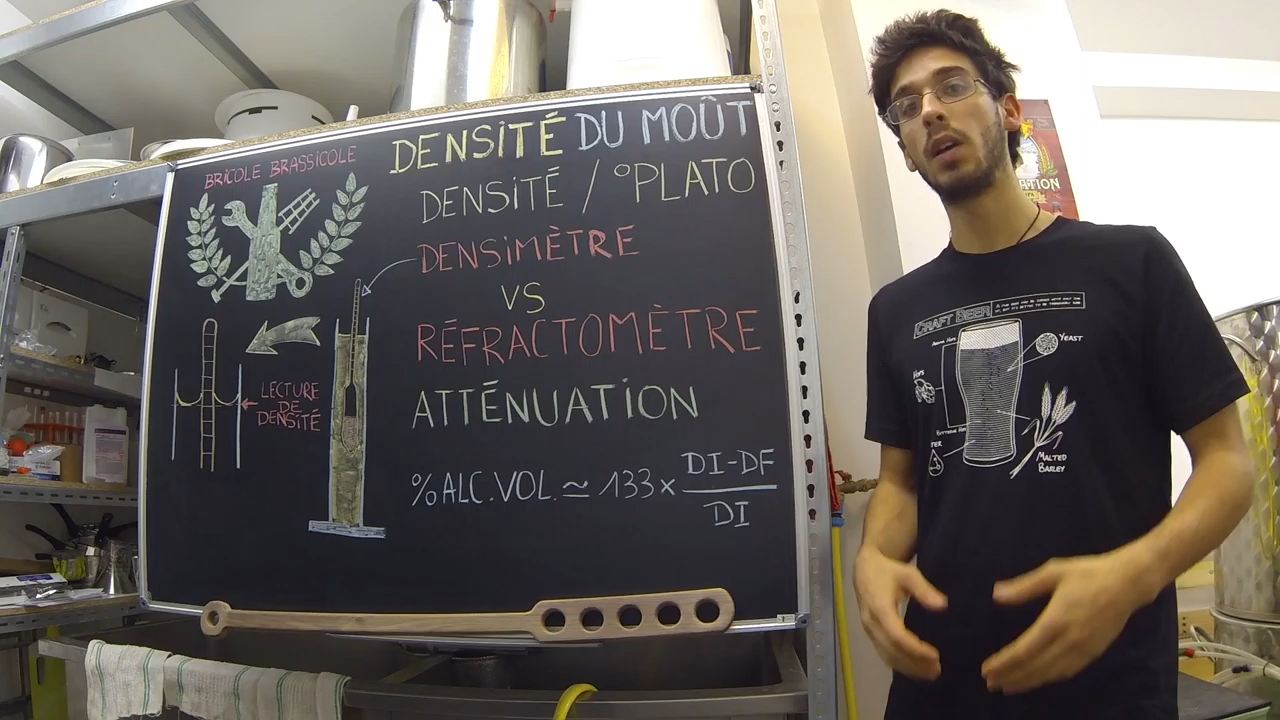 BRICOLE BRASSICOLE
DENSITÉ DU MOÛT
DENSITÉ / °PLATO
DENSIMÈTRE
VS
RÉFRACTOMÈTRE
ATTÉNUATION
%ALC.VOL. ≃ 133 x DI-DF
DI
LECTURE
DE
DENSITÉ
CRAFT BEER
YEAST
HOPS
MALTED
BARLEY